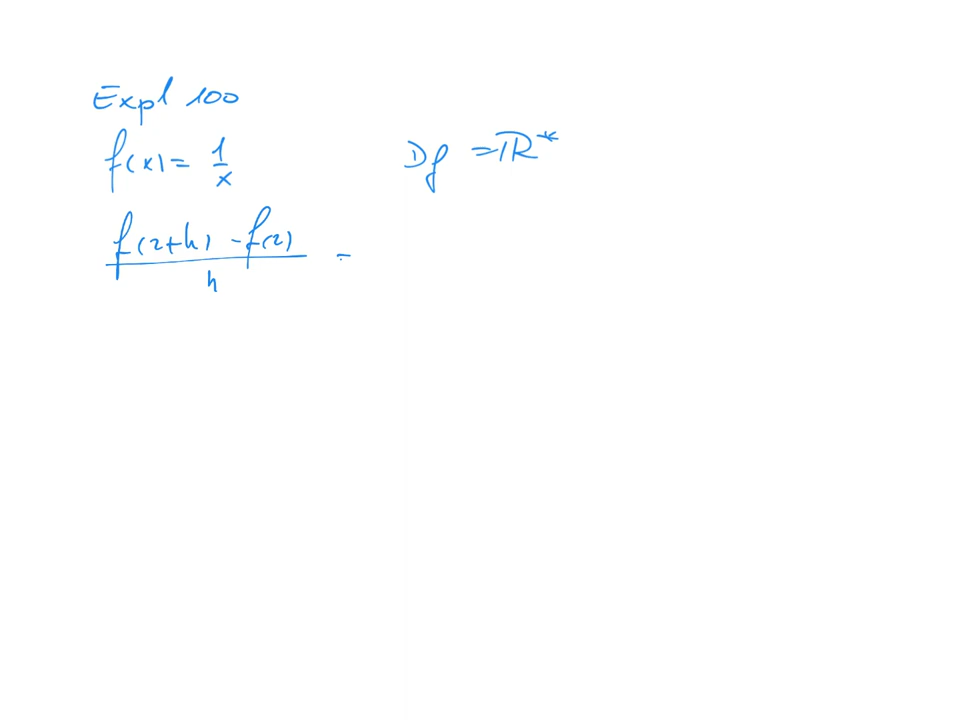 Expl 100
f(x) = 1/x
Df = ℝ*
f(2+h) - f(2) / h =